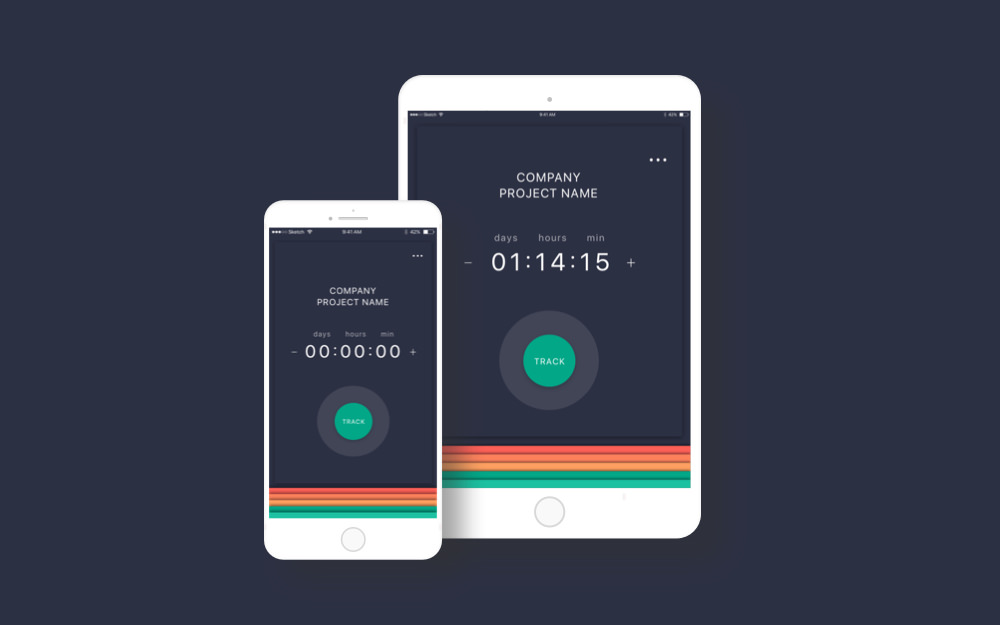 Sketch 9:41 AM 42%
COMPANY
PROJECT NAME
days hours min
- 01:14:15 +
TRACK
Sketch 9:41 AM 42%
COMPANY
PROJECT NAME
days hours min
- 00:00:00 +
TRACK